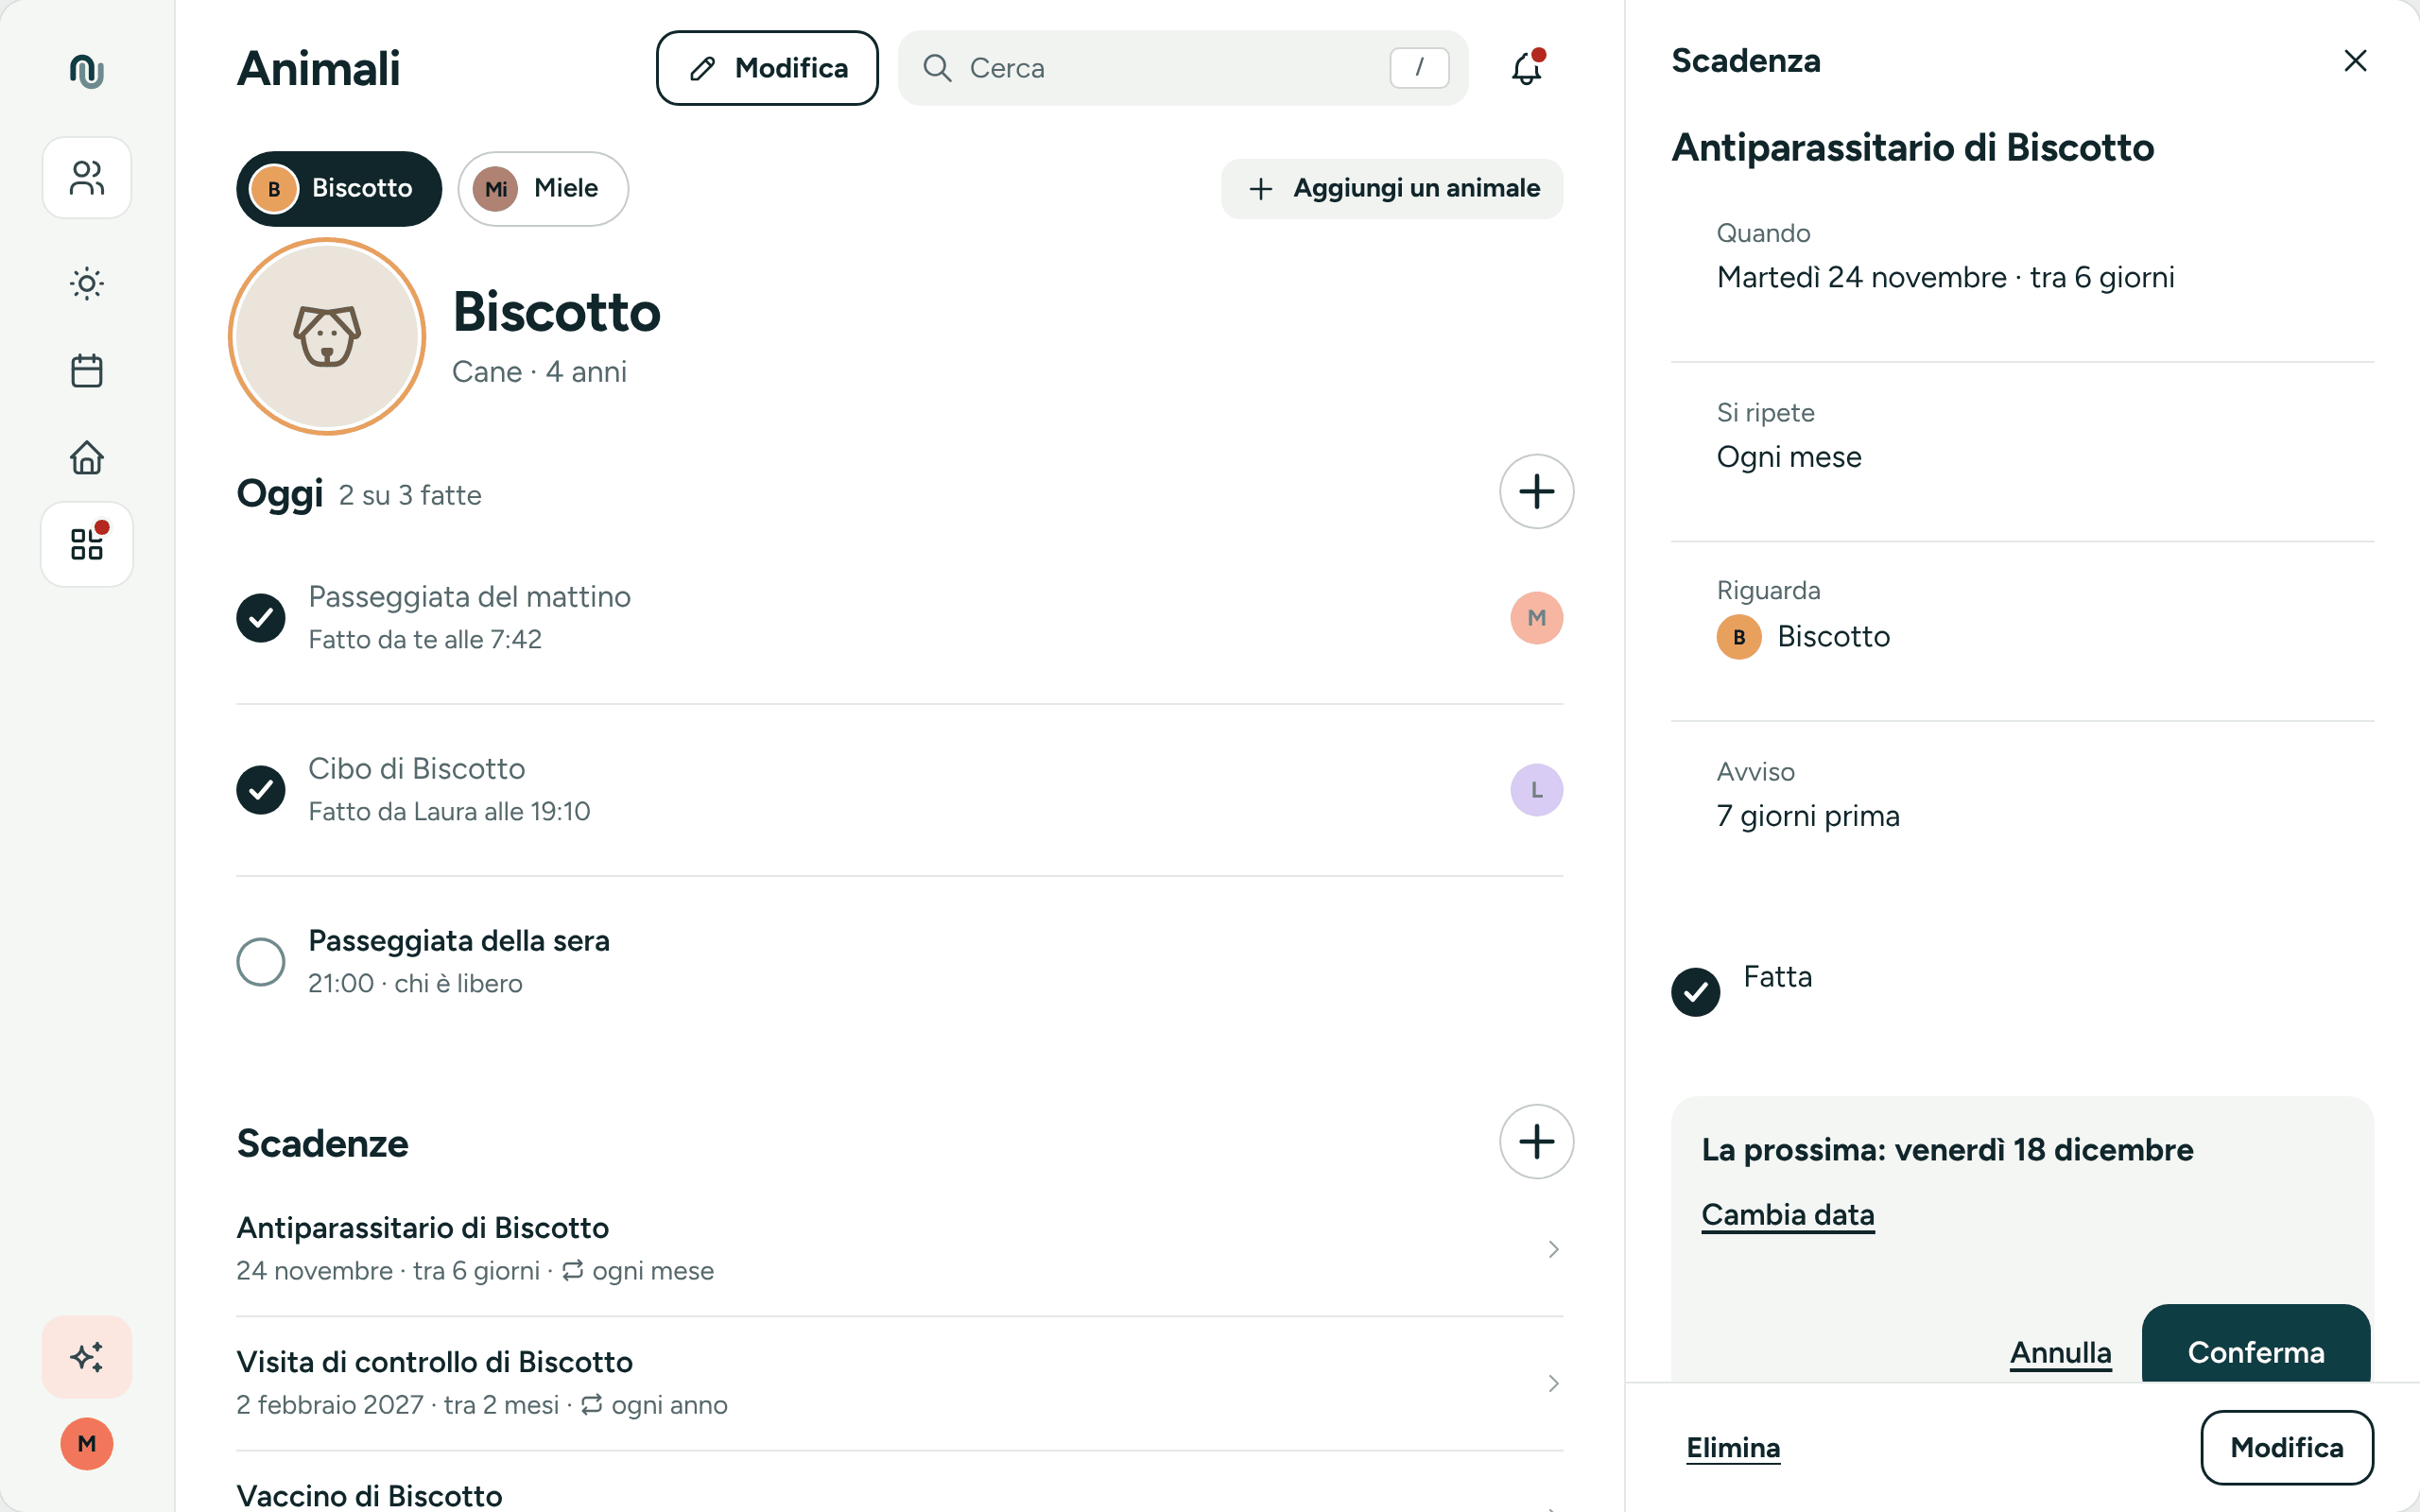 Animali
Modifica
Cerca
/
B Biscotto
Mi Miele
Aggiungi un animale
Biscotto
Cane · 4 anni
Oggi 2 su 3 fatte
Passeggiata del mattino
Fatto da te alle 7:42
M
Cibo di Biscotto
Fatto da Laura alle 19:10
L
Passeggiata della sera
21:00 · chi è libero
Scadenze
Antiparassitario di Biscotto
24 novembre · tra 6 giorni · ogni mese
Visita di controllo di Biscotto
2 febbraio 2027 · tra 2 mesi · ogni anno
Vaccino di Biscotto
M
Scadenza
Antiparassitario di Biscotto
Quando
Martedì 24 novembre · tra 6 giorni
Si ripete
Ogni mese
Riguarda
B Biscotto
Avviso
7 giorni prima
Fatta
La prossima: venerdì 18 dicembre
Cambia data
Annulla
Conferma
Elimina
Modifica